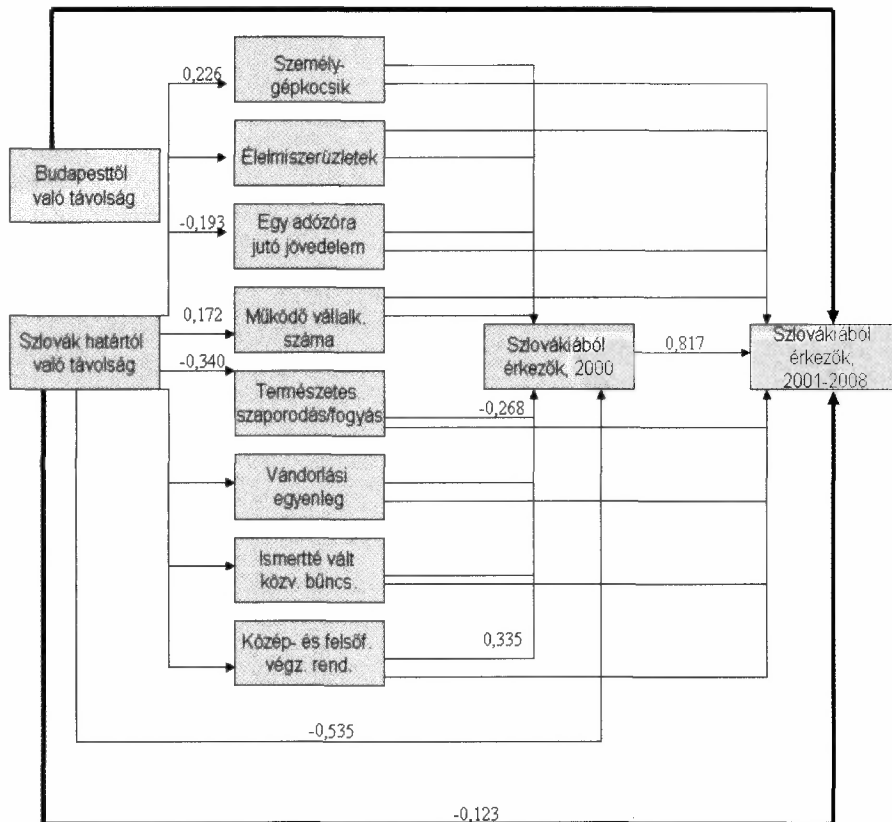 0,226
Személy-
gépkocsik
Élelmiszerüzletek
Budapesttől
való távolság
-0,193
Egy adózóra
jutó jövedelem
0,172
Működő vállalk.
száma
Szlovák határtól
való távolság
-0,340
Szlovákiából
érkezők, 2000
0,817
Szlovákiából
érkezők,
2001-2008
Természetes
szaporodás/fogyás
-0,268
Vándorlási
egyenleg
Ismertté vált
közv. bűncs.
Közép- és felsőf.
végz. rend.
0,335
-0,535
-0,123